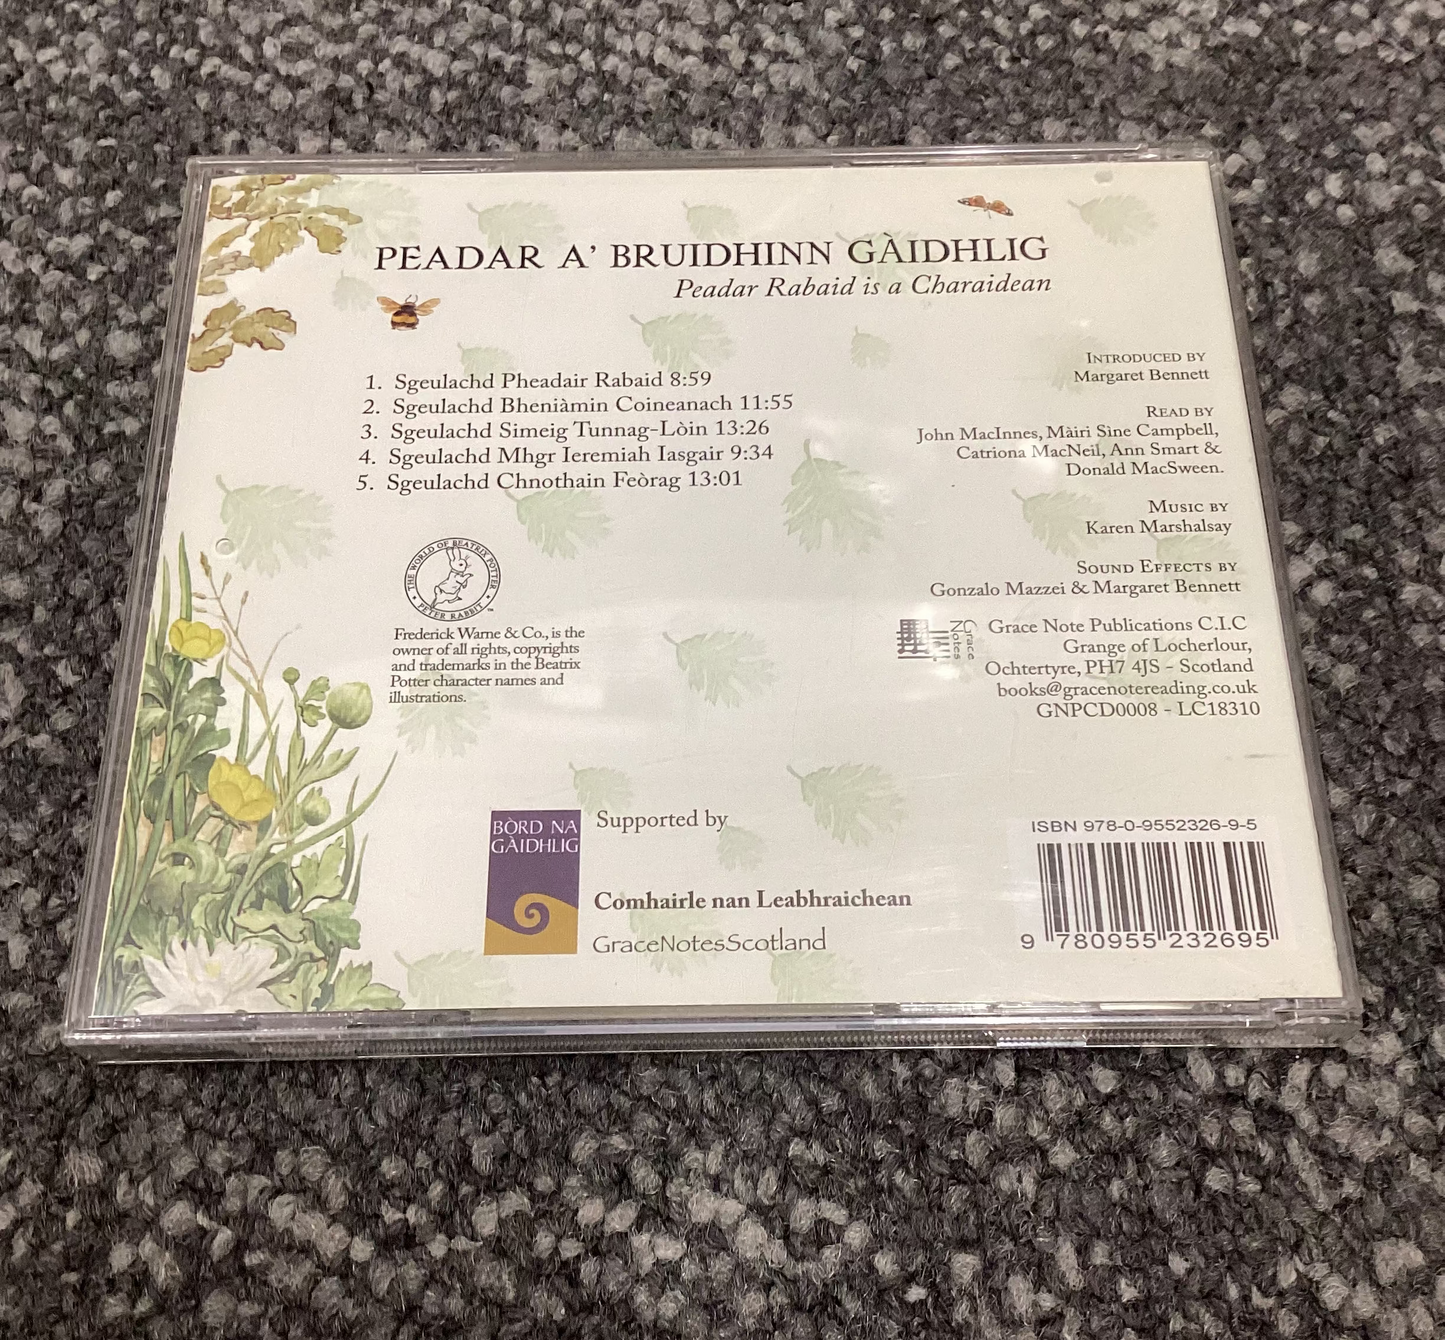 PEADAR A' BRUIDHINN GÀIDHLIG
Peadar Rabaid is a Charaidean
1. Sgeulachd Pheadair Rabaid 8:59
2. Sgeulachd Bheniàmin Coineanach 11:55
3. Sgeulachd Simeig Tunnag-Lòin 13:26
4. Sgeulachd Mhgr Ieremiah Iasgair 9:34
5. Sgeulachd Chnothain Feòrag 13:01
INTRODUCED BY
Margaret Bennett
READ BY
John MacInnes, Màiri Sìne Campbell,
Catriona MacNeil, Ann Smart &
Donald MacSween.
MUSIC BY
Karen Marshalsay
SOUND EFFECTS BY
Gonzalo Mazzei & Margaret Bennett
Grace
Notes
Grace Note Publications C.I.C
Grange of Locherlour,
Ochtertyre, PH7 4JS - Scotland
books@gracenotereading.co.uk
GNPCD0008 - LC18310
THE WORLD OF BEATRIX POTTER
PETER RABBIT ™
Frederick Warne & Co., is the
owner of all rights, copyrights
and trademarks in the Beatrix
Potter character names and
illustrations.
BÒRD NA
GÀIDHLIG
Supported by
Comhairle nan Leabhraichean
GraceNotesScotland
ISBN 978-0-9552326-9-5
9 780955 232695